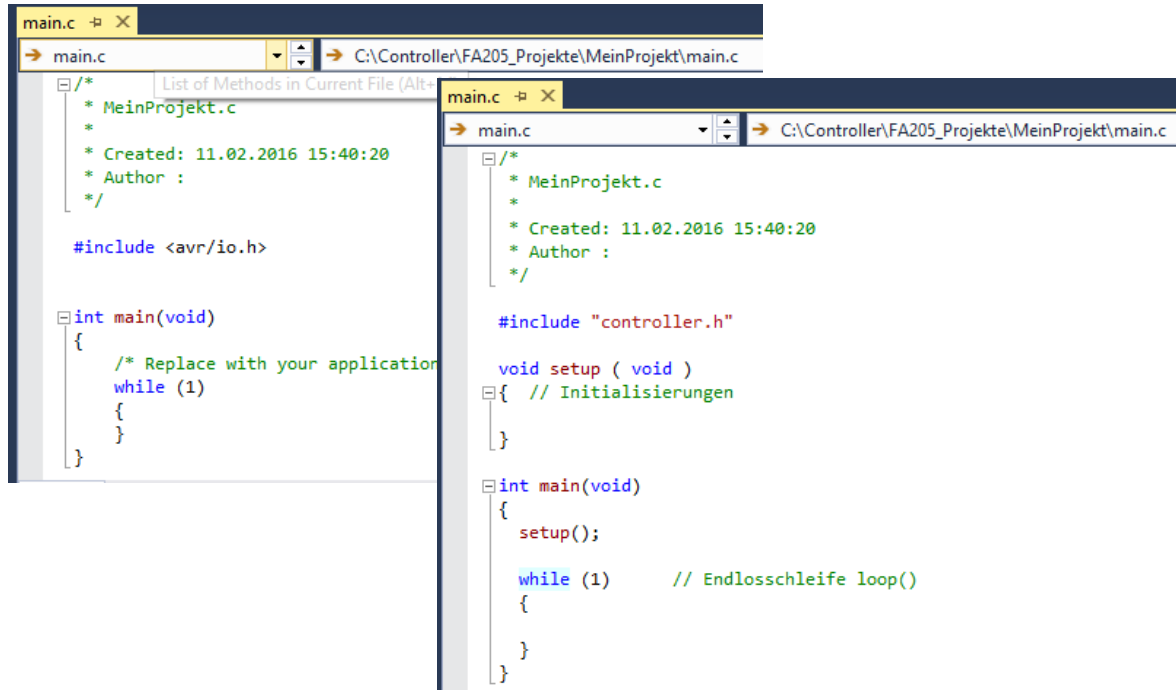 main.c
main.c
C:\Controller\FA205_Projekte\MeinProjekt\main.c
List of Methods in Current File (Alt+
/*
* MeinProjekt.c
*
* Created: 11.02.2016 15:40:20
* Author :
*/
#include <avr/io.h>
int main(void)
{
/* Replace with your application
while (1)
{
}
}
main.c
main.c
C:\Controller\FA205_Projekte\MeinProjekt\main.c
/*
* MeinProjekt.c
*
* Created: 11.02.2016 15:40:20
* Author :
*/
#include "controller.h"
void setup ( void )
{ // Initialisierungen
}
int main(void)
{
setup();
while (1) // Endlosschleife loop()
{
}
}